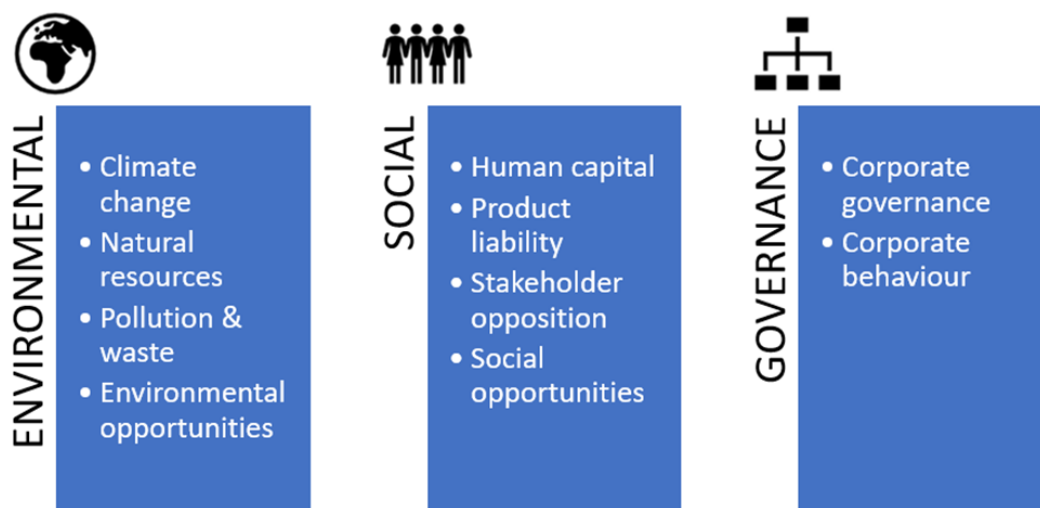 ENVIRONMENTAL
• Climate
change
• Natural
resources
• Pollution &
waste
• Environmental
opportunities
SOCIAL
• Human capital
• Product
liability
• Stakeholder
opposition
• Social
opportunities
GOVERNANCE
• Corporate
governance
• Corporate
behaviour